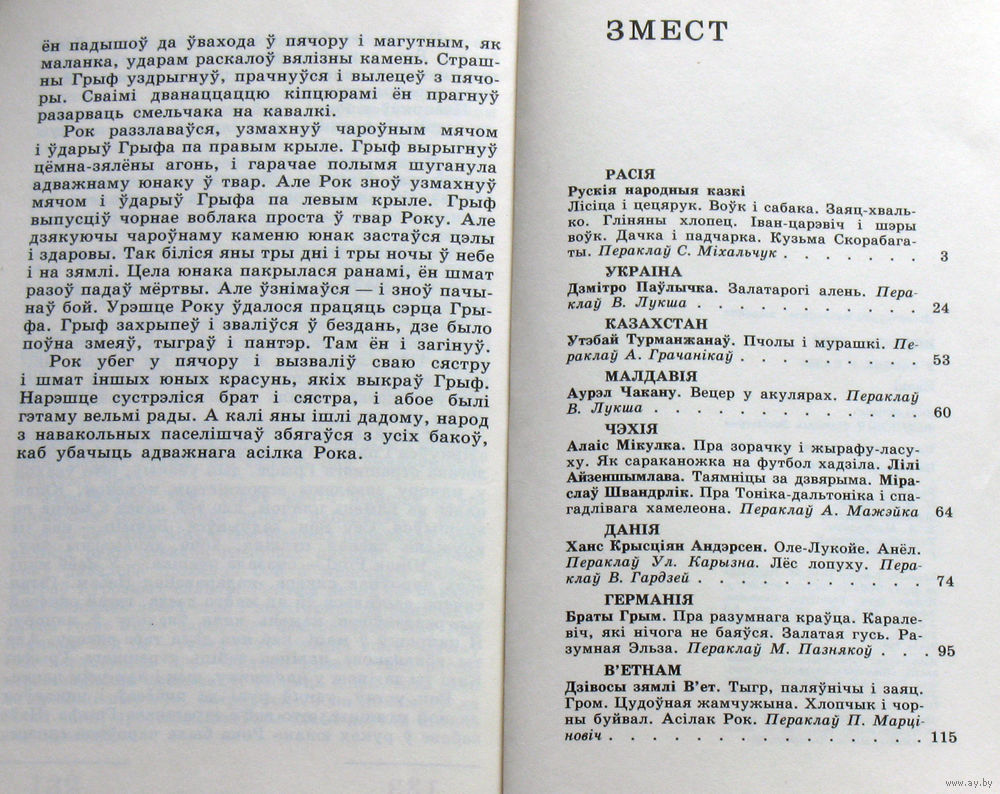 ён падышоў да ўвахода ў пячору і магутным, як
маланка, ударам раскалоў вялізны камень. Страш-
ны Грыф уздрыгнуў, прачнуўся і вылецеў з пячо-
ры. Сваімі дванаццаццю кіпцюрамі ён прагнуў
разарваць смельчака на кавалкі.
Рок раззлаваўся, узмахнуў чароўным мячом
і ўдарыў Грыфа па правым крыле. Грыф вырыгнуў
цёмна-зялёны агонь, і гарачае полымя шуганула
адважнаму юнаку ў твар. Але Рок зноў узмахнуў
мячом і ўдарыў Грыфа па левым крыле. Грыф
выпусціў чорнае воблака проста ў твар Року. Але
дзякуючы чароўнаму каменю юнак застаўся цэлы
і здаровы. Так біліся яны тры дні і тры ночы ў небе
і на зямлі. Цела юнака пакрылася ранамі, ён шмат
разоў падаў мёртвы. Але ўзнімаўся — і зноў пачы-
наў бой. Урэшце Року ўдалося працяць сэрца Гры-
фа. Грыф захрыпеў і зваліўся ў бездань, дзе было
поўна змеяў, тыграў і пантэр. Там ён і загінуў.
Рок убег у пячору і вызваліў сваю сястру
і шмат іншых юных красунь, якіх выкраў Грыф.
Нарэшце сустрэліся брат і сястра, і абое былі
гэтаму вельмі рады. А калі яны ішлі дадому, народ
з навакольных паселішчаў збягаўся з усіх бакоў,
каб убачыць адважнага асілка Рока.
ЗМЕСТ
РАСІЯ
Рускія народныя казкі
Лісіца і цецярук. Воўк і сабака. Заяц-хваль-
ко. Гліняны хлопец. Іван-царэвіч і шэры
воўк. Дачка і падчарка. Кузьма Скорабага-
ты. Пераклаў С. Міхальчук . . . . . . . 3
УКРАІНА
Дзмітро Паўлычка. Залатарогі алень. Пера-
клаў В. Лукша . . . . . . . . . . . 24
КАЗАХСТАН
Утэбай Турманжанаў. Пчолы і мурашкі. Пе-
раклаў А. Грачанікаў . . . . . . . . . 53
МАЛДАВІЯ
Аурэл Чакану. Вецер у акулярах. Пераклаў
В. Лукша . . . . . . . . . . . . . 60
ЧЭХІЯ
Алаіс Мікулка. Пра зорачку і жырафу-ласу-
ху. Як сараканожка на футбол хадзіла. Лілі
Айзеншымлава. Таямніцы за дзвярыма. Міра-
слаў Швандрлік. Пра Тоніка-дальтоніка і спа-
гадлівага хамелеона. Пераклаў А. Мажэйка 64
ДАНІЯ
Ханс Крысціян Андэрсен. Оле-Лукойе. Анёл.
Пераклаў Ул. Карызна. Лёс лопуху. Пера-
клаў В. Гардзей . . . . . . . . . . . 74
ГЕРМАНІЯ
Браты Грым. Пра разумнага краўца. Карале-
віч, які нічога не баяўся. Залатая гусь. Ра-
зумная Эльза. Пераклаў М. Пазнякоў . . . 95
В'ЕТНАМ
Дзівосы зямлі В'ет. Тыгр, паляўнічы і заяц.
Гром. Цудоўная жамчужына. Хлопчык і чор-
ны буйвал. Асілак Рок. Пераклаў П. Марці-
новіч . . . . . . . . . . . . . . . 115
www.ay.by